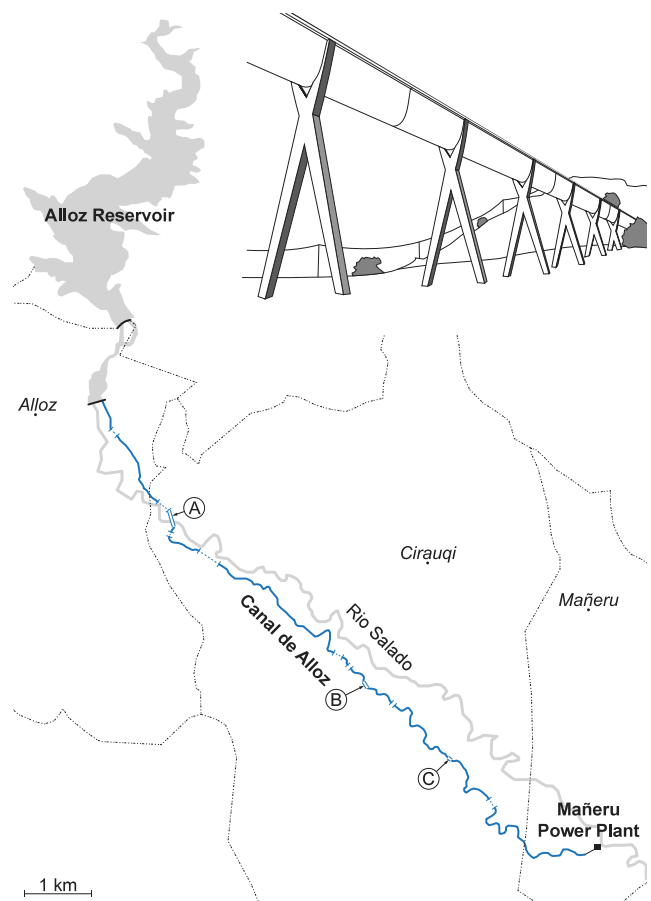 Alloz Reservoir
Alloz
A
Cirauqi
Mañeru
Rio Salado
Canal de Alloz
B
C
Mañeru
Power Plant
1 km